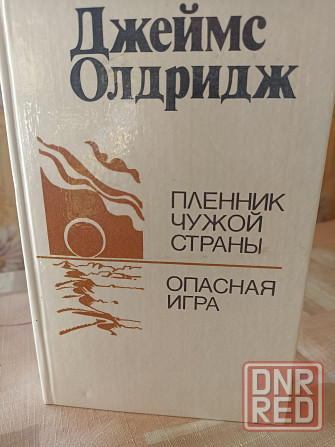 Джеймс
Олдридж
ПЛЕННИК
ЧУЖОЙ
СТРАНЫ
ОПАСНАЯ
ИГРА
DNR
RED